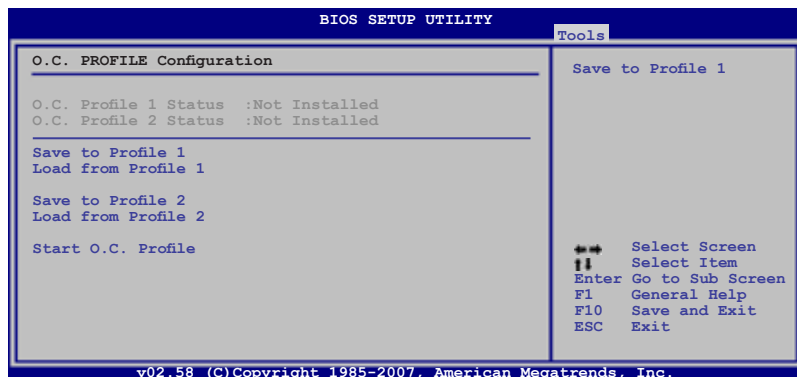 BIOS SETUP UTILITY
Tools
O.C. PROFILE Configuration
O.C. Profile 1 Status :Not Installed
O.C. Profile 2 Status :Not Installed
Save to Profile 1
Load from Profile 1
Save to Profile 2
Load from Profile 2
Start O.C. Profile
Save to Profile 1
Select Screen
Select Item
Enter Go to Sub Screen
F1 General Help
F10 Save and Exit
ESC Exit
v02.58 (C)Copyright 1985-2007, American Megatrends, Inc.